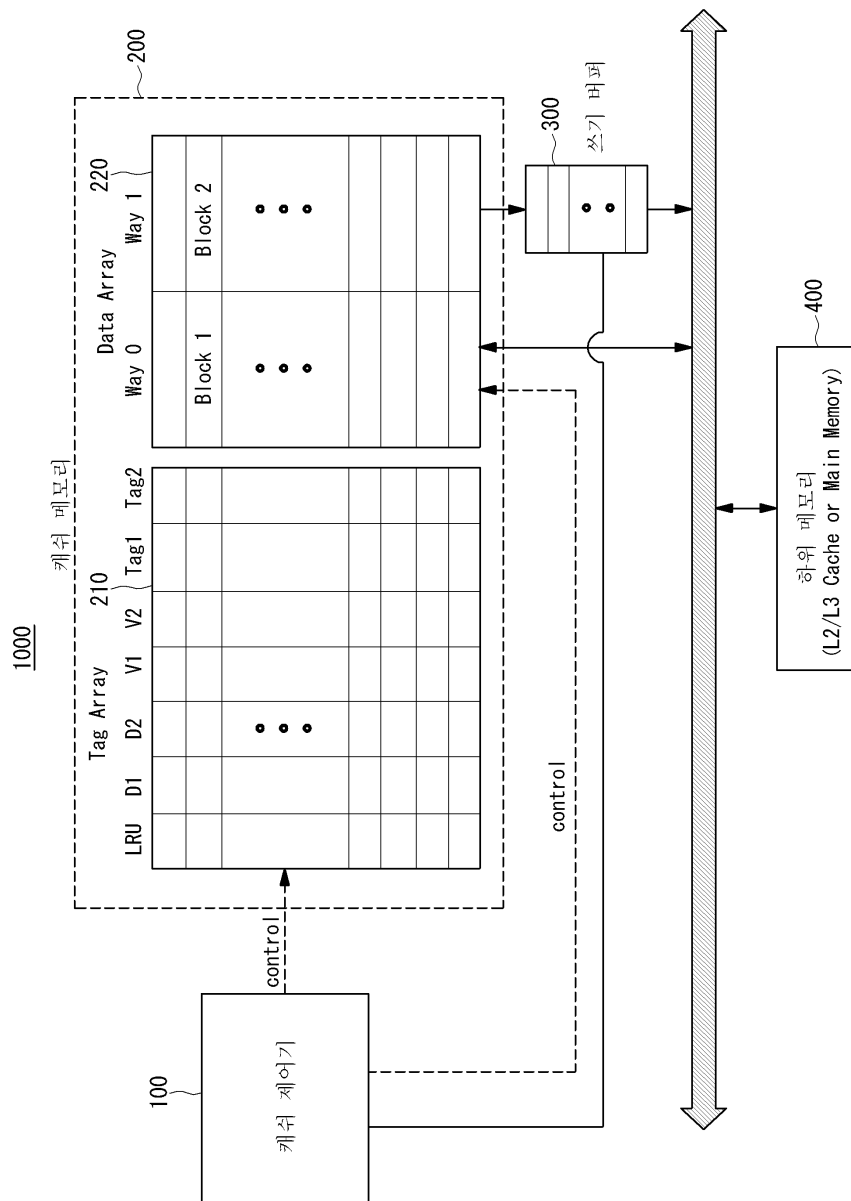 1000
캐쉬 메모리
200
Tag Array
210
Data Array
220
LRU D1 D2 V1 V2 Tag1 Tag2
Way 0 Way 1
Block 1 Block 2
100
캐쉬 제어기
control
control
300
쓰기 버퍼
400
하위 메모리
(L2/L3 Cache or Main Memory)